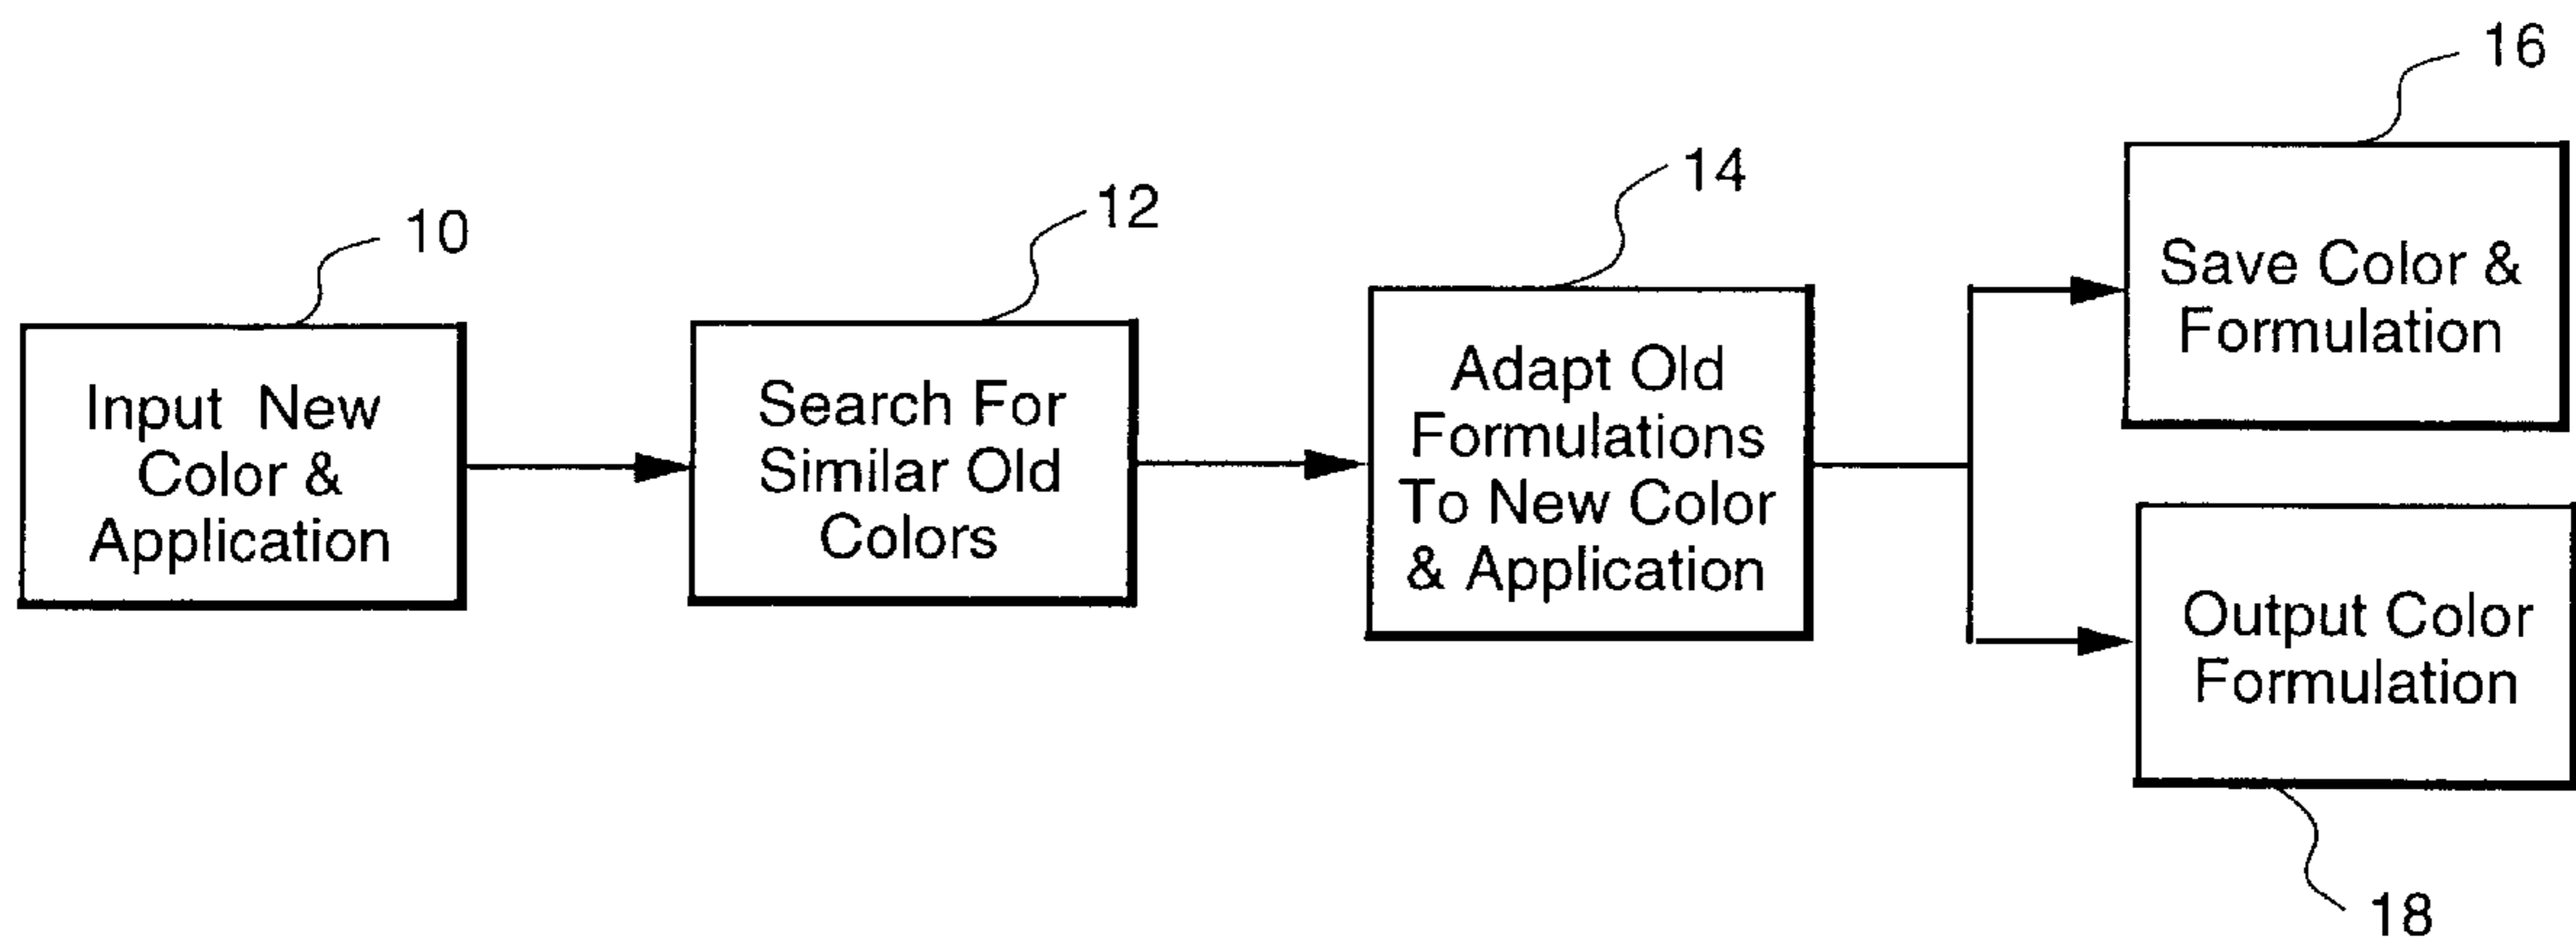 10
Input New
Color &
Application
12
Search For
Similar Old
Colors
14
Adapt Old
Formulations
To New Color
& Application
16
Save Color &
Formulation
Output Color
Formulation
18